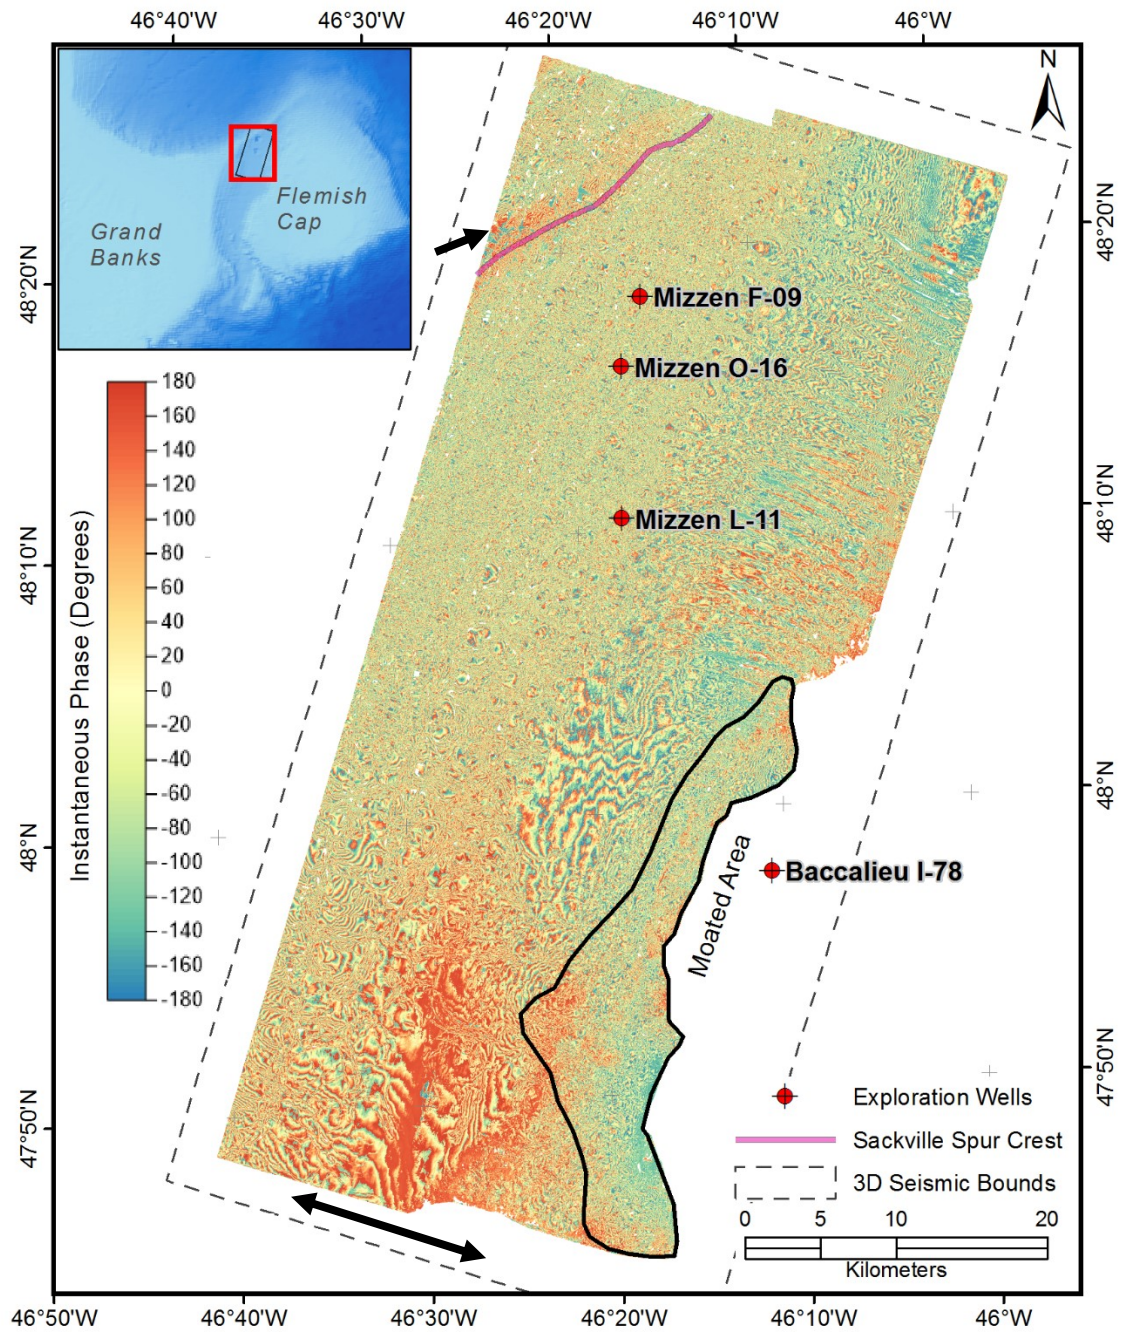 46°40'W
46°30'W
46°20'W
46°10'W
46°W
N
Flemish
Cap
Grand
Banks
48°20'N
48°10'N
48°N
47°50'N
48°20'N
48°10'N
48°N
47°50'N
Mizzen F-09
Mizzen O-16
Mizzen L-11
Baccalieu I-78
Moated Area
Instantaneous Phase (Degrees)
180
160
140
120
100
80
60
40
20
0
-20
-40
-60
-80
-100
-120
-140
-160
-180
Exploration Wells
Sackville Spur Crest
3D Seismic Bounds
0
5
10
20
Kilometers
46°50'W
46°40'W
46°30'W
46°20'W
46°10'W
46°W